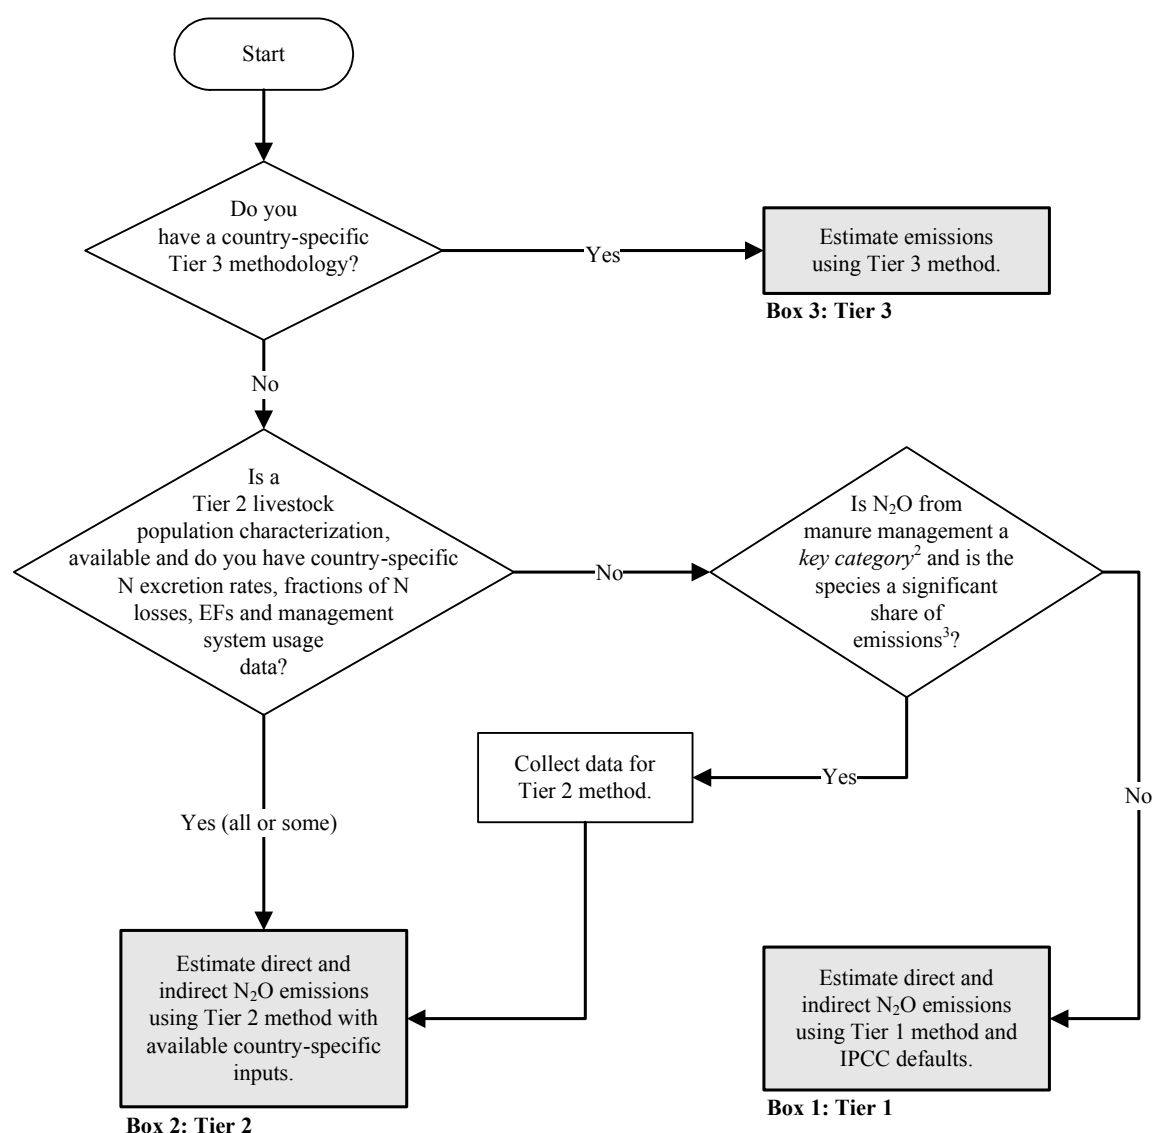 Start
Do you
have a country-specific
Tier 3 methodology?
Yes
Estimate emissions
using Tier 3 method.
Box 3: Tier 3
No
Is a
Tier 2 livestock
population characterization,
available and do you have country-specific
N excretion rates, fractions of N
losses, EFs and management
system usage
data?
No
Is N₂O from
manure management a
key category² and is the
species a significant
share of
emissions³?
Collect data for
Tier 2 method.
Yes
No
Yes (all or some)
Estimate direct and
indirect N₂O emissions
using Tier 2 method with
available country-specific
inputs.
Box 2: Tier 2
Estimate direct and
indirect N₂O emissions
using Tier 1 method and
IPCC defaults.
Box 1: Tier 1